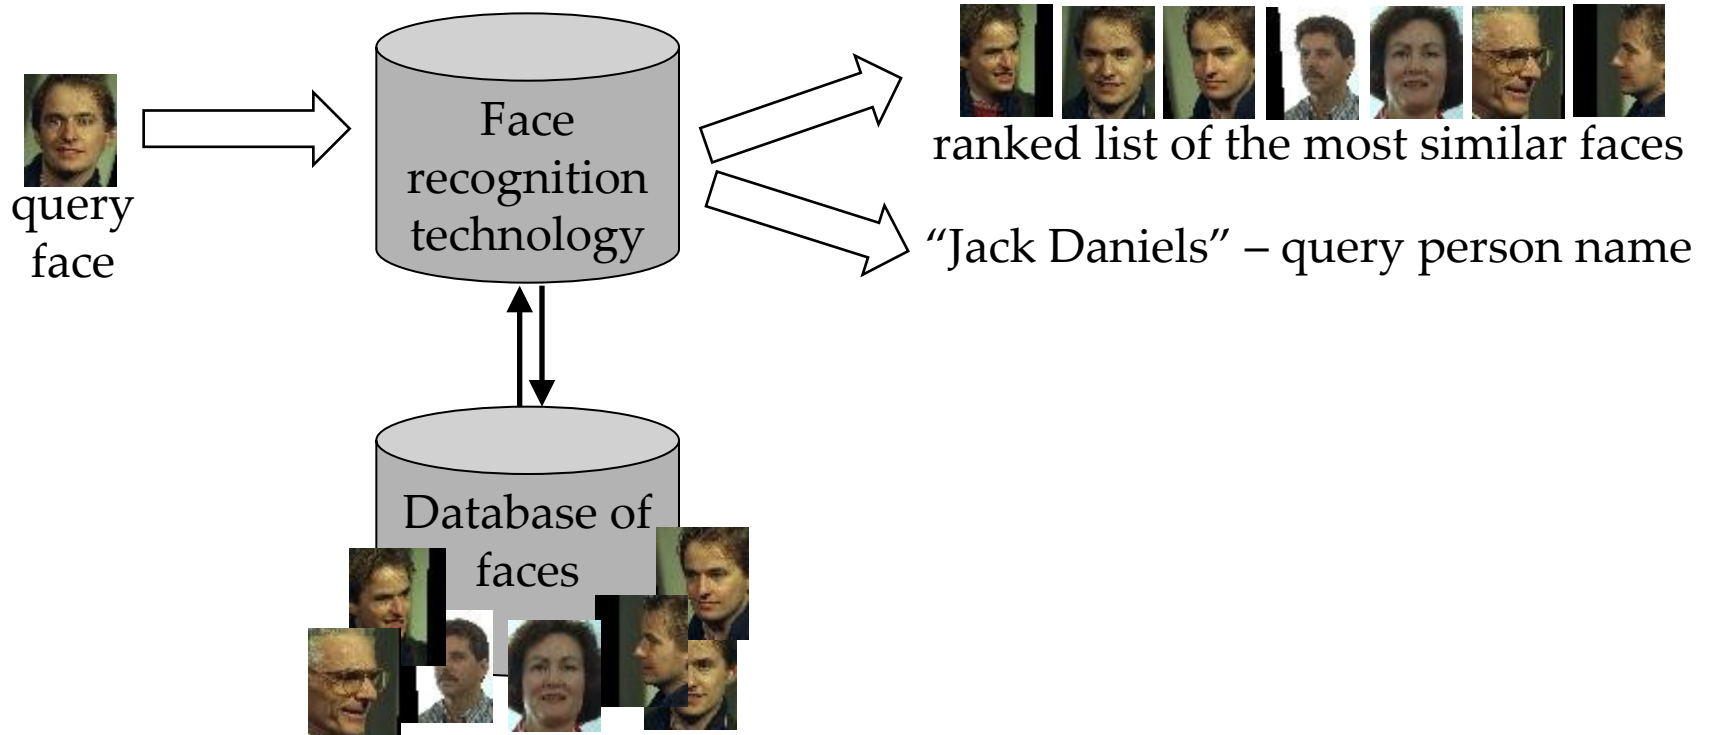 query
face
Face
recognition
technology
ranked list of the most similar faces
“Jack Daniels” – query person name
Database of
faces